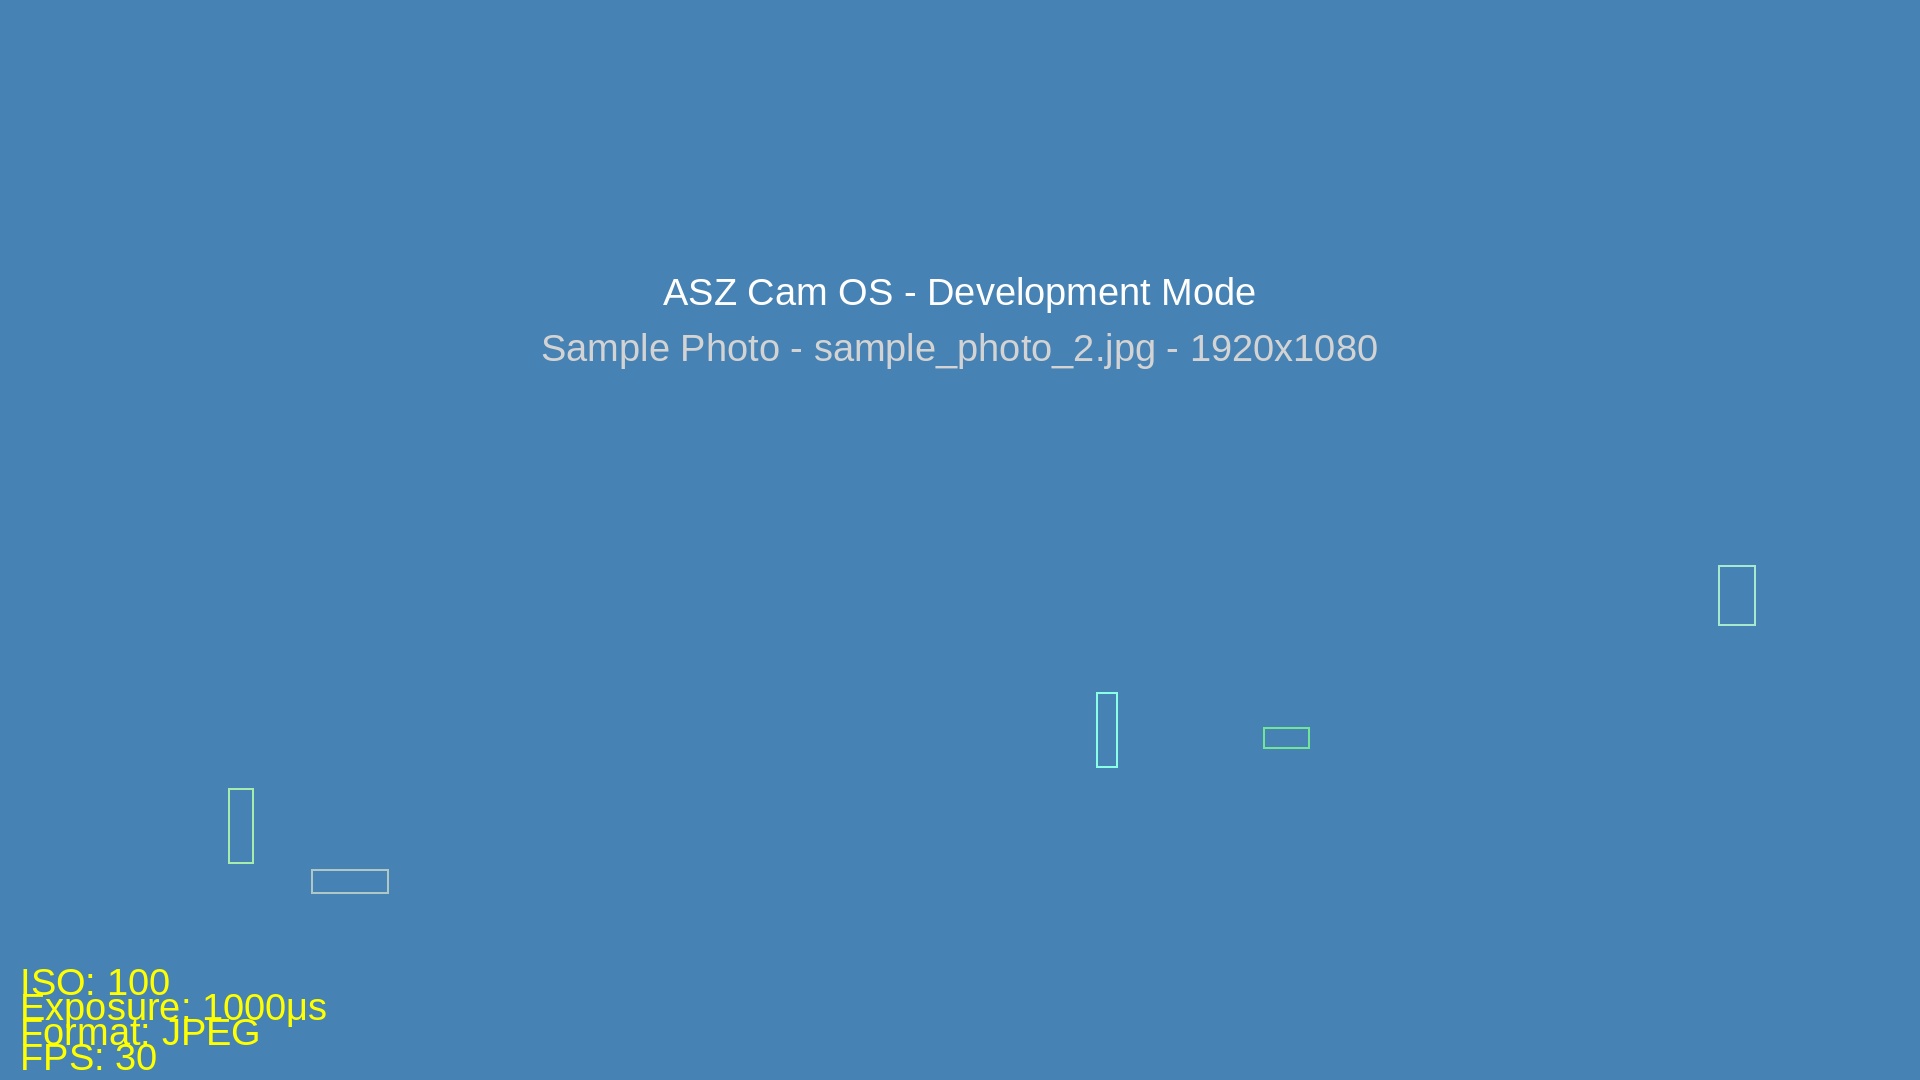 ASZ Cam OS - Development Mode
Sample Photo - sample_photo_2.jpg - 1920x1080
ISO: 100
Exposure: 1000µs
Format: JPEG
FPS: 30